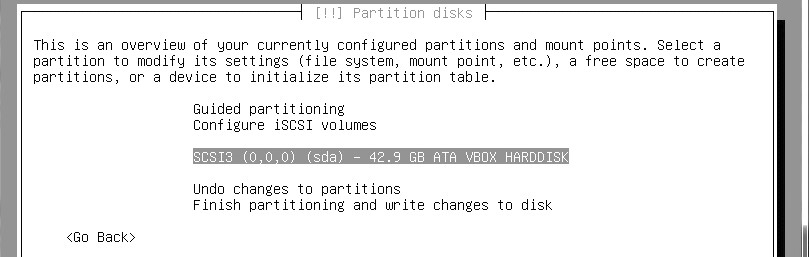 [!!] Partition disks
This is an overview of your currently configured partitions and mount points. Select a
partition to modify its settings (file system, mount point, etc.), a free space to create
partitions, or a device to initialize its partition table.
Guided partitioning
Configure iSCSI volumes
SCSI3 (0,0,0) (sda) - 42.9 GB ATA VBOX HARDDISK
Undo changes to partitions
Finish partitioning and write changes to disk
<Go Back>